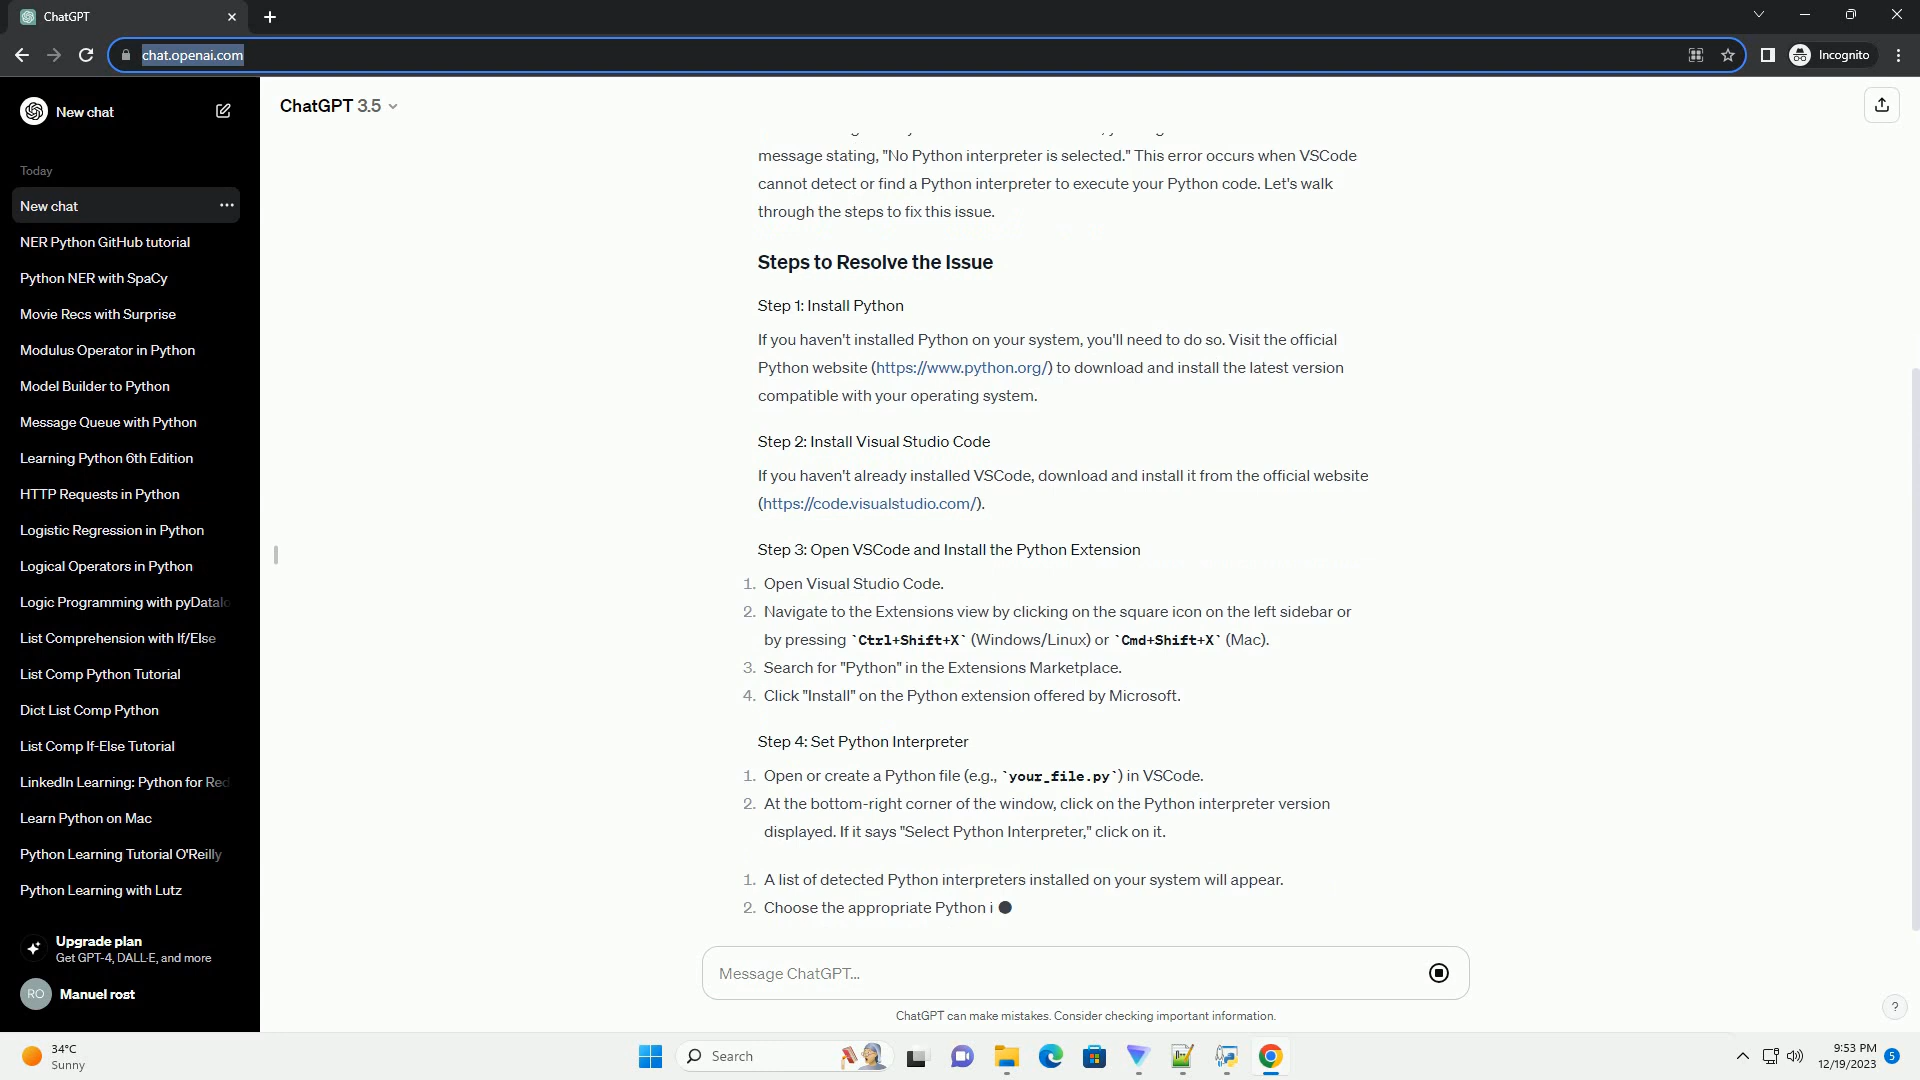 ChatGPT
chat.openai.com
Incognito
New chat
ChatGPT 3.5
Today
New chat
NER Python GitHub tutorial
Python NER with SpaCy
Movie Recs with Surprise
Modulus Operator in Python
Model Builder to Python
Message Queue with Python
Learning Python 6th Edition
HTTP Requests in Python
Logistic Regression in Python
Logical Operators in Python
Logic Programming with pyDatalo
List Comprehension with If/Else
List Comp Python Tutorial
Dict List Comp Python
List Comp If-Else Tutorial
LinkedIn Learning: Python for Red
Learn Python on Mac
Python Learning Tutorial O'Reilly
Python Learning with Lutz
Upgrade plan
Get GPT-4, DALL·E, and more
RO
Manuel rost
message stating, "No Python interpreter is selected." This error occurs when VSCode
cannot detect or find a Python interpreter to execute your Python code. Let's walk
through the steps to fix this issue.
Steps to Resolve the Issue
Step 1: Install Python
If you haven't installed Python on your system, you'll need to do so. Visit the official
Python website (https://www.python.org/) to download and install the latest version
compatible with your operating system.
Step 2: Install Visual Studio Code
If you haven't already installed VSCode, download and install it from the official website
(https://code.visualstudio.com/).
Step 3: Open VSCode and Install the Python Extension
1. Open Visual Studio Code.
2. Navigate to the Extensions view by clicking on the square icon on the left sidebar or
by pressing `Ctrl+Shift+X` (Windows/Linux) or `Cmd+Shift+X` (Mac).
3. Search for "Python" in the Extensions Marketplace.
4. Click "Install" on the Python extension offered by Microsoft.
Step 4: Set Python Interpreter
1. Open or create a Python file (e.g., `your_file.py`) in VSCode.
2. At the bottom-right corner of the window, click on the Python interpreter version
displayed. If it says "Select Python Interpreter," click on it.
1. A list of detected Python interpreters installed on your system will appear.
2. Choose the appropriate Python i
Message ChatGPT...
ChatGPT can make mistakes. Consider checking important information.
?
34°C
Sunny
Search
9:53 PM
12/19/2023
5